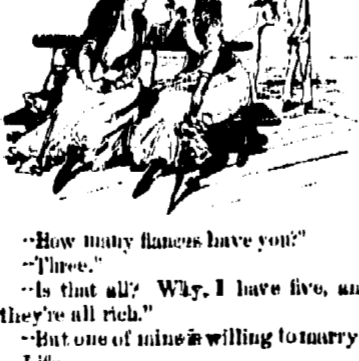 "How many fiances have you?"
"Three."
"Is that all? Why, I have five, an
they're all rich."
"But one of mine is willing to marry